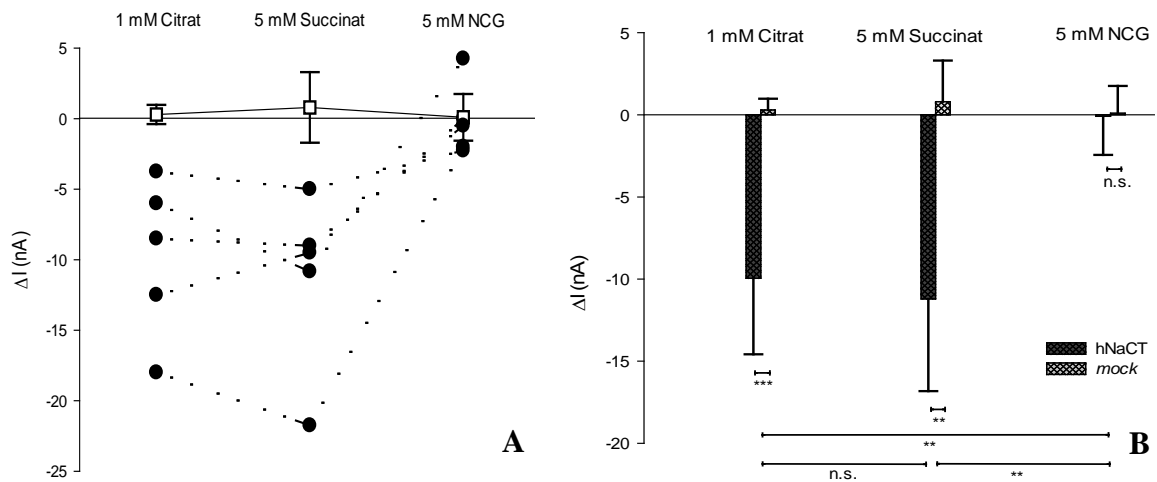 1 mM Citrat 5 mM Succinat 5 mM NCG
5
0
-5
-10
-15
-20
-25
ΔI (nA)
A
1 mM Citrat 5 mM Succinat 5 mM NCG
5
0
-5
-10
-15
-20
ΔI (nA)
n.s.
hNaCT
mock
***
**
**
n.s.
**
B